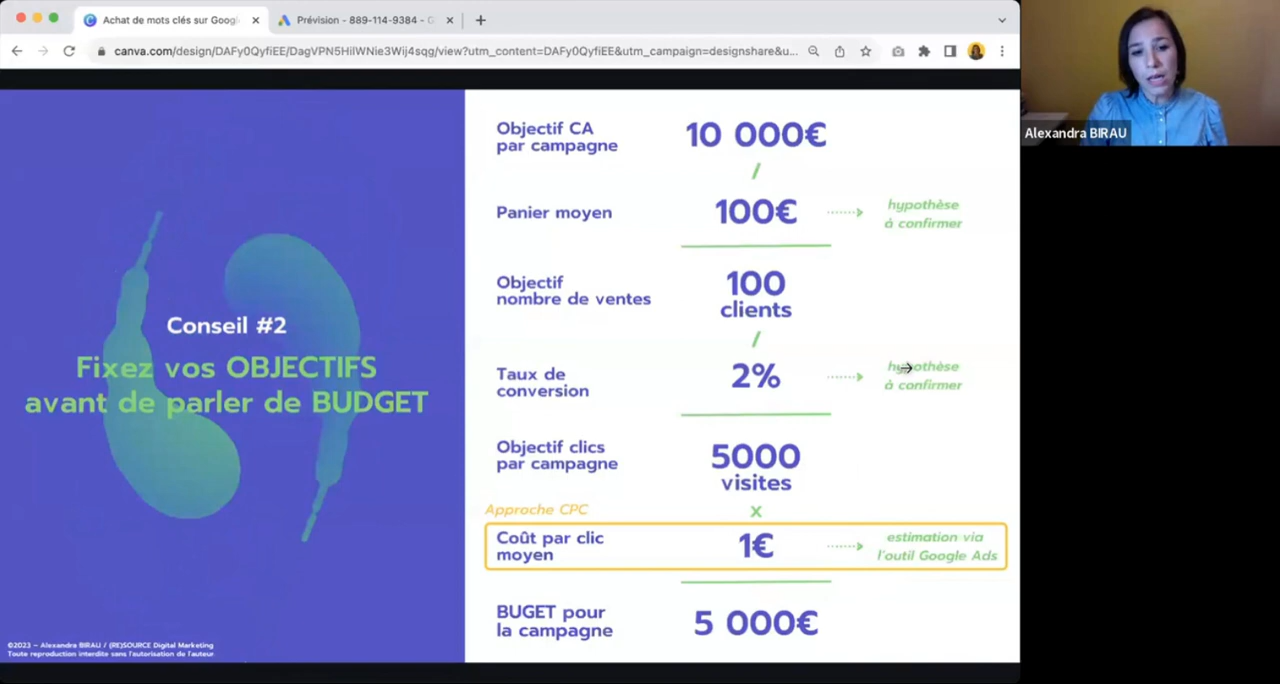 Achat de mots clés sur Goog
Prévision - 889-114-9384 - G
canva.com/design/DAFy0QyfiEE/DagVPN5HilWNie3Wij4sqg/view?utm_content=DAFy0QyfiEE&utm_campaign=designshare&u...
Alexandra BIRAU
Conseil #2
Fixez vos OBJECTIFS
avant de parler de BUDGET
©2023 – Alexandra BIRAU / (RE)SOURCE Digital Marketing
Toute reproduction interdite sans l'autorisation de l'auteur
Objectif CA
par campagne
10 000€
/
Panier moyen
100€
hypothèse
à confirmer
Objectif
nombre de ventes
100
clients
/
Taux de
conversion
2%
hypothèse
à confirmer
Objectif clics
par campagne
5000
visites
Approche CPC
x
Coût par clic
moyen
1€
estimation via
l'outil Google Ads
BUGET pour
la campagne
5 000€